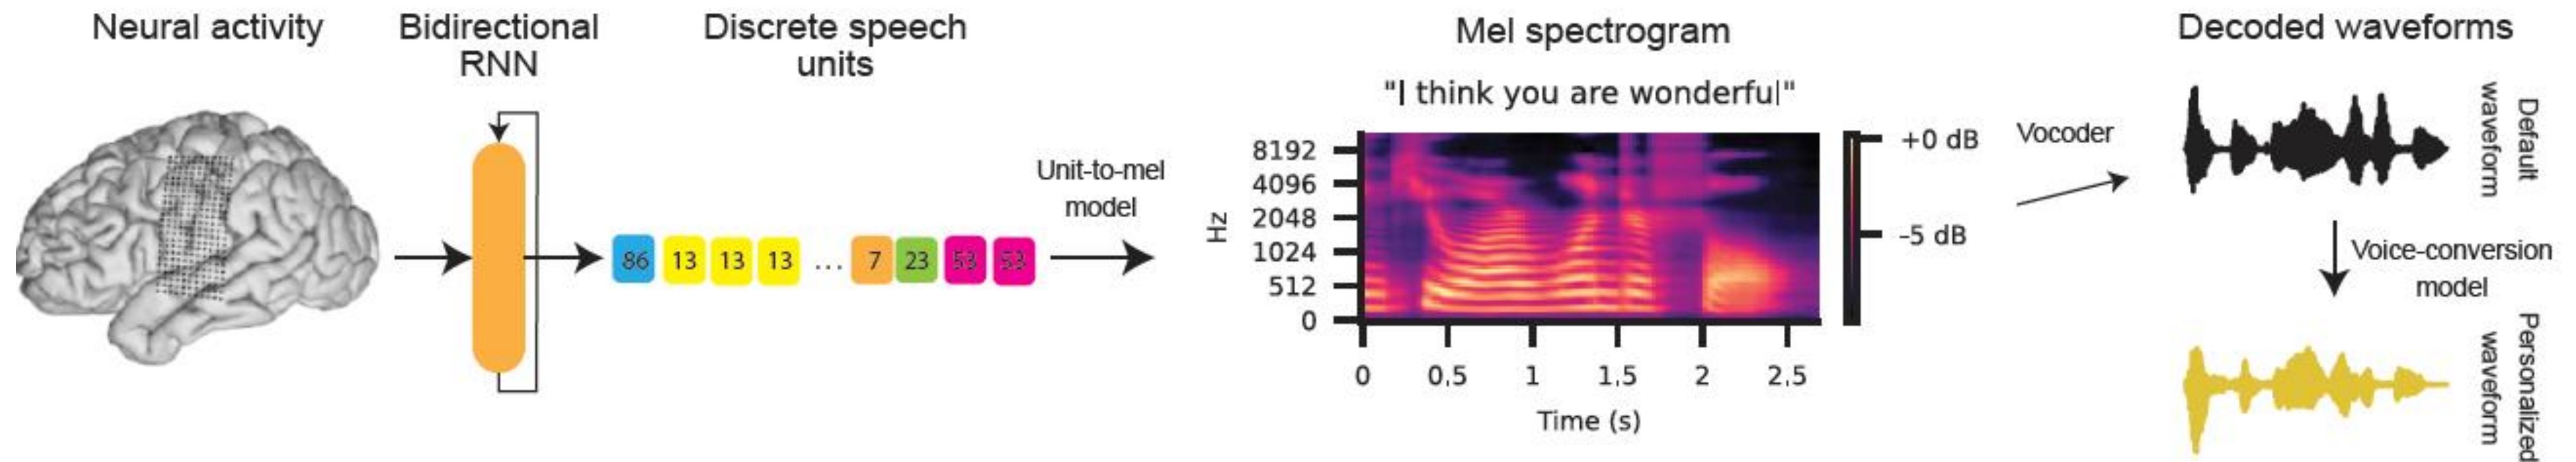 Neural activity
Bidirectional
RNN
Discrete speech
units
86 13 13 13 ... 7 23 53 53
Unit-to-mel
model
Mel spectrogram
"I think you are wonderful"
Hz
8192
4096
2048
1024
512
0
0 0.5 1 1.5 2 2.5
Time (s)
+0 dB
-5 dB
Vocoder
Decoded waveforms
Default
waveform
Voice-conversion
model
Personalized
waveform